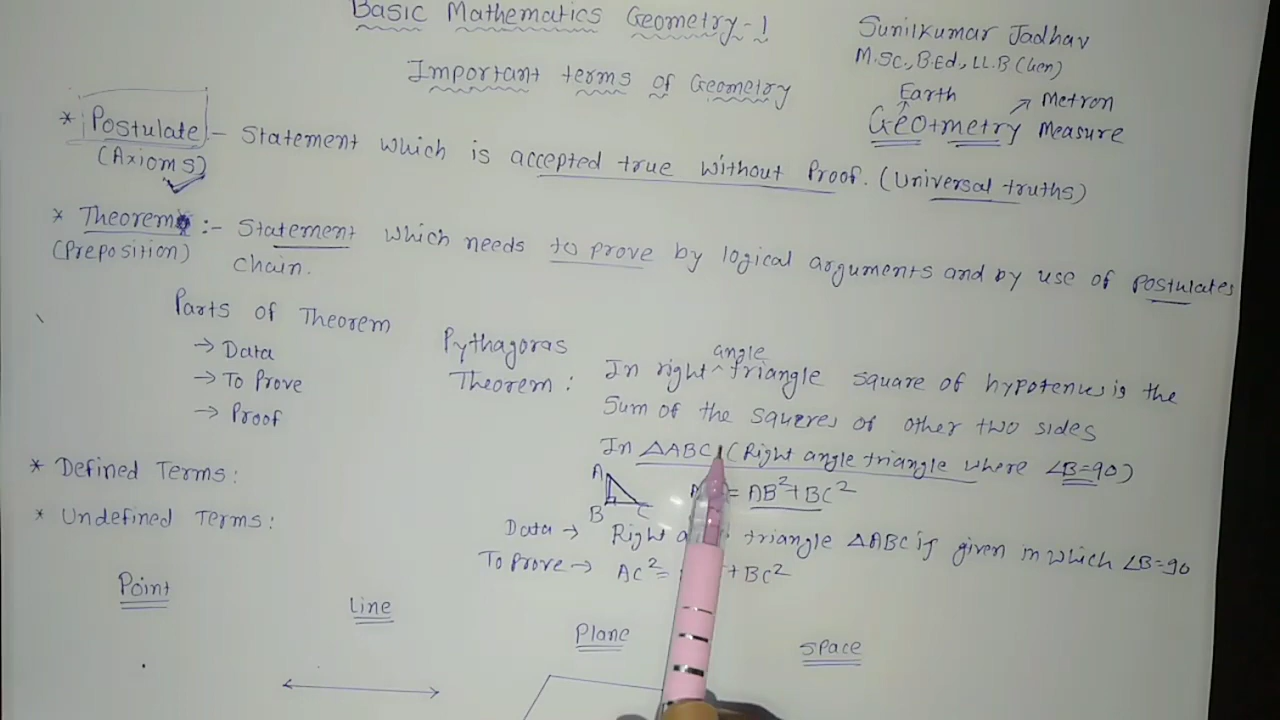 Basic Mathematics Geometry-1
Sunilkumar Jadhav
M.Sc., B.Ed., LL.B (Gen)
Important terms of Geometry
Earth
Metron
Geo+metry Measure
* Postulate :- Statement which is accepted true without Proof. (Universal truths)
(Axioms)
* Theorem :- Statement which needs to prove by logical arguments and by use of postulates
(Preposition) chain.
Parts of Theorem
→ Data
→ To Prove
→ Proof
Pythagoras
Theorem :
angle
In right ^ triangle square of hypotenus is the
Sum of the squares of other two sides
In △ABC (Right angle triangle where ∠B=90)
A
B C
= AB²+BC²
Data → Right triangle △ABC is given in which ∠B=90
To Prove → AC² = +BC²
* Defined Terms :
* Undefined Terms :
Point
Line
Plane
Space